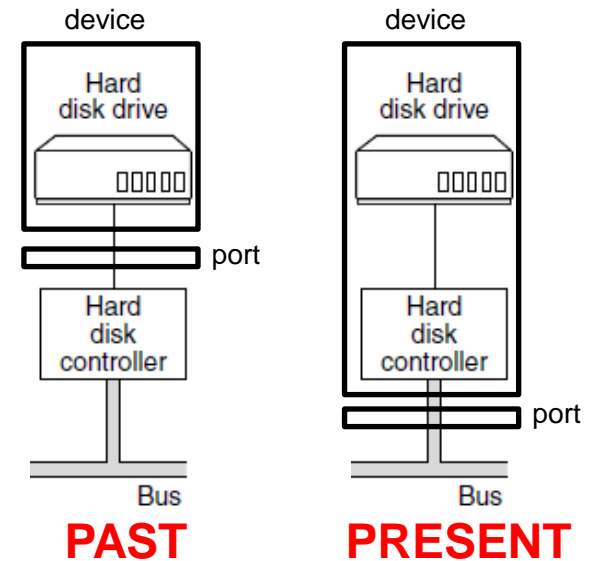 device
Hard
disk drive
port
Hard
disk
controller
Bus
PAST
device
Hard
disk drive
Hard
disk
controller
port
Bus
PRESENT